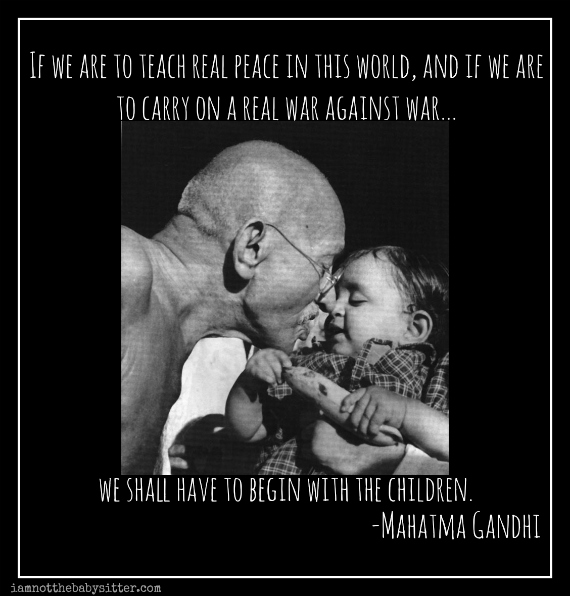 If we are to teach real peace in this world, and if we are
to carry on a real war against war...
we shall have to begin with the children.
-Mahatma Gandhi
iamnotthebabysitter.com